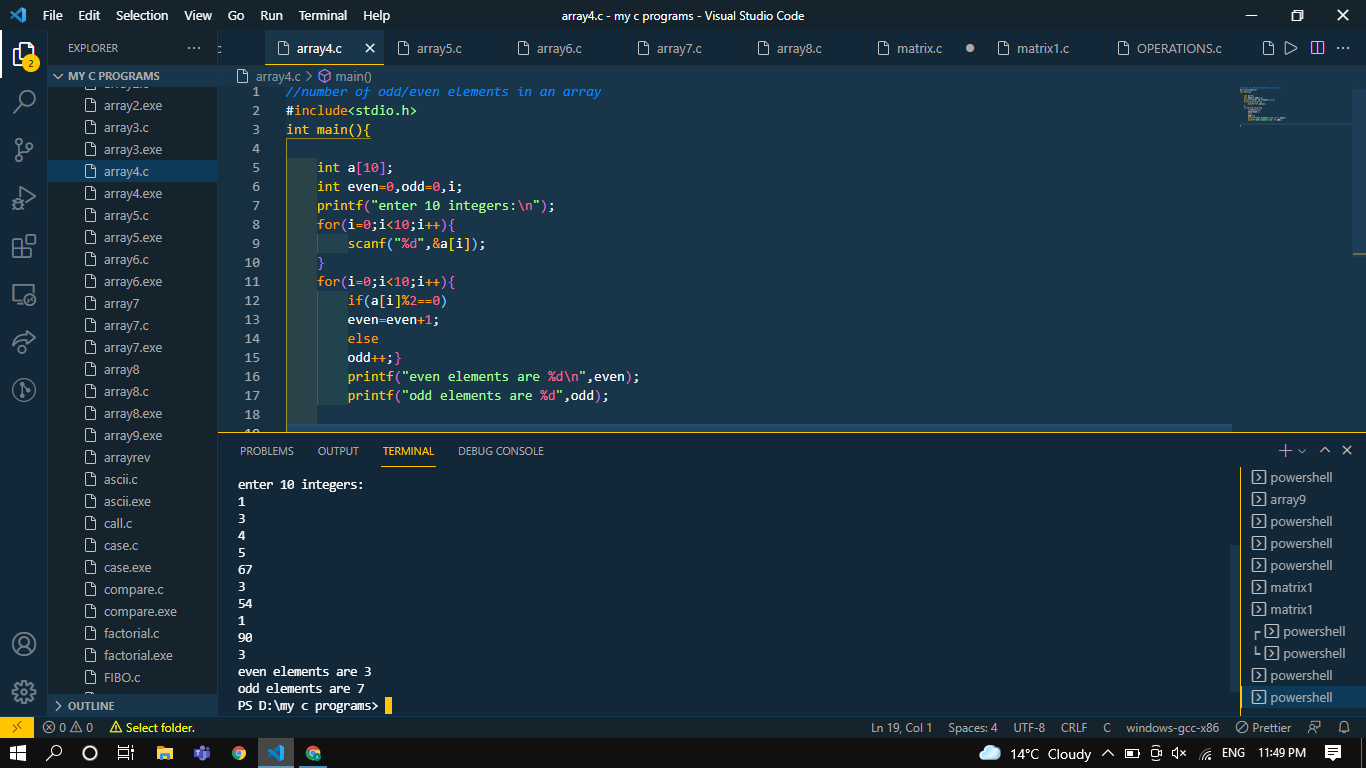 File Edit Selection View Go Run Terminal Help array4.c - my c programs - Visual Studio Code
EXPLORER ···
array4.c array5.c array6.c array7.c array8.c matrix.c matrix1.c OPERATIONS.c
2
MY C PROGRAMS
array4.c > main()
array2.exe
array3.c
array3.exe
array4.c
array4.exe
array5.c
array5.exe
array6.c
array6.exe
array7
array7.c
array7.exe
array8
array8.c
array8.exe
array9.exe
arrayrev
ascii.c
ascii.exe
call.c
case.c
case.exe
compare.c
compare.exe
factorial.c
factorial.exe
FIBO.c
OUTLINE
1 //number of odd/even elements in an array
2 #include<stdio.h>
3 int main(){
4
5 int a[10];
6 int even=0,odd=0,i;
7 printf("enter 10 integers:\n");
8 for(i=0;i<10;i++){
9 scanf("%d",&a[i]);
10 }
11 for(i=0;i<10;i++){
12 if(a[i]%2==0)
13 even=even+1;
14 else
15 odd++;}
16 printf("even elements are %d\n",even);
17 printf("odd elements are %d",odd);
18
PROBLEMS OUTPUT TERMINAL DEBUG CONSOLE
enter 10 integers:
1
3
4
5
67
3
54
1
90
3
even elements are 3
odd elements are 7
PS D:\my c programs>
powershell
array9
powershell
powershell
powershell
matrix1
matrix1
powershell
powershell
powershell
powershell
0 0 Select folder. Ln 19, Col 1 Spaces: 4 UTF-8 CRLF C windows-gcc-x86 Prettier
14°C Cloudy ENG 11:49 PM